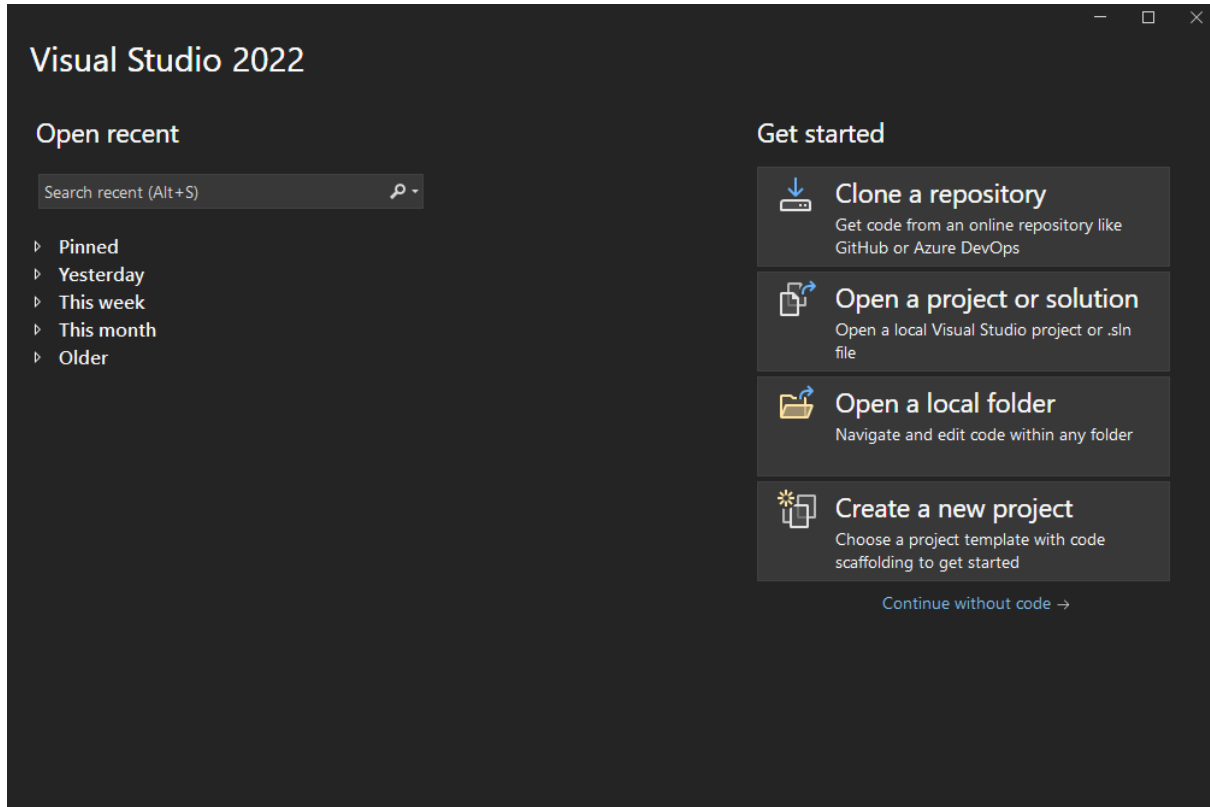 Visual Studio 2022
Open recent
Search recent (Alt+S)
Pinned
Yesterday
This week
This month
Older
Get started
Clone a repository
Get code from an online repository like
GitHub or Azure DevOps
Open a project or solution
Open a local Visual Studio project or .sln
file
Open a local folder
Navigate and edit code within any folder
Create a new project
Choose a project template with code
scaffolding to get started
Continue without code →